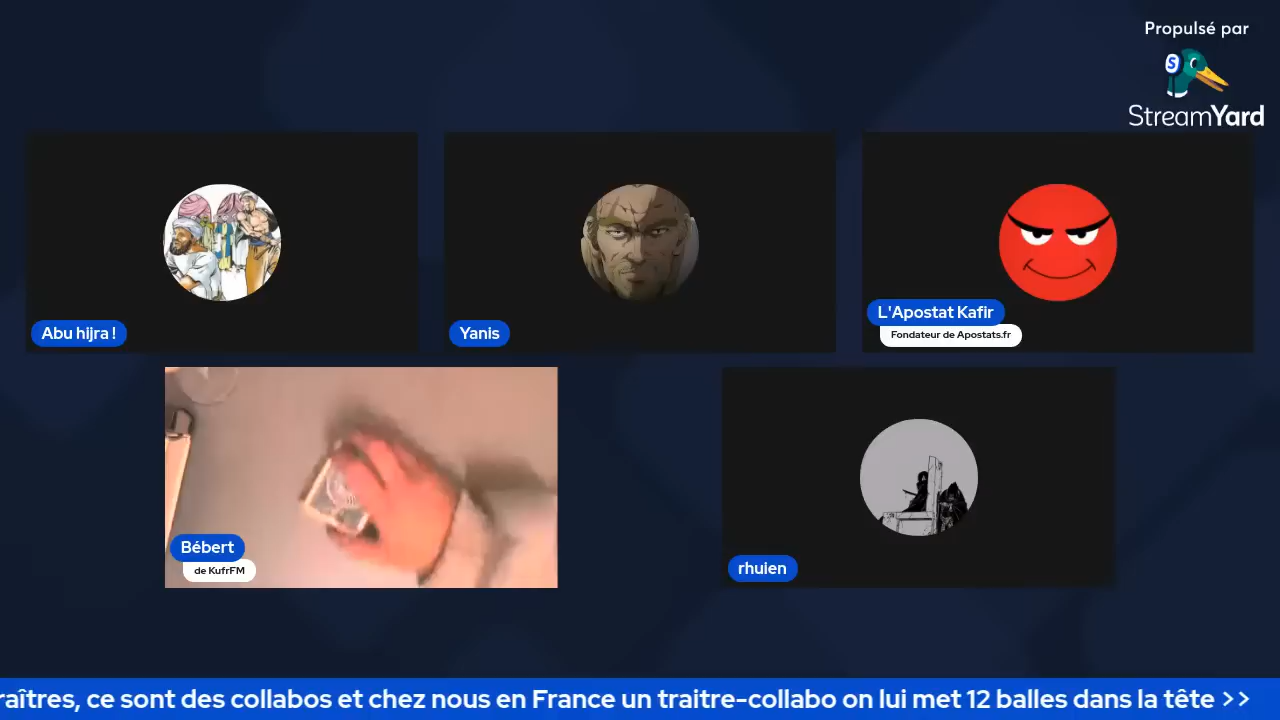 Propulsé par
StreamYard
Abu hijra !
Yanis
L'Apostat Kafir
Fondateur de Apostats.fr
Bébert
de KufrFM
rhuien
raîtres, ce sont des collabos et chez nous en France un traitre-collabo on lui met 12 balles dans la tête >>